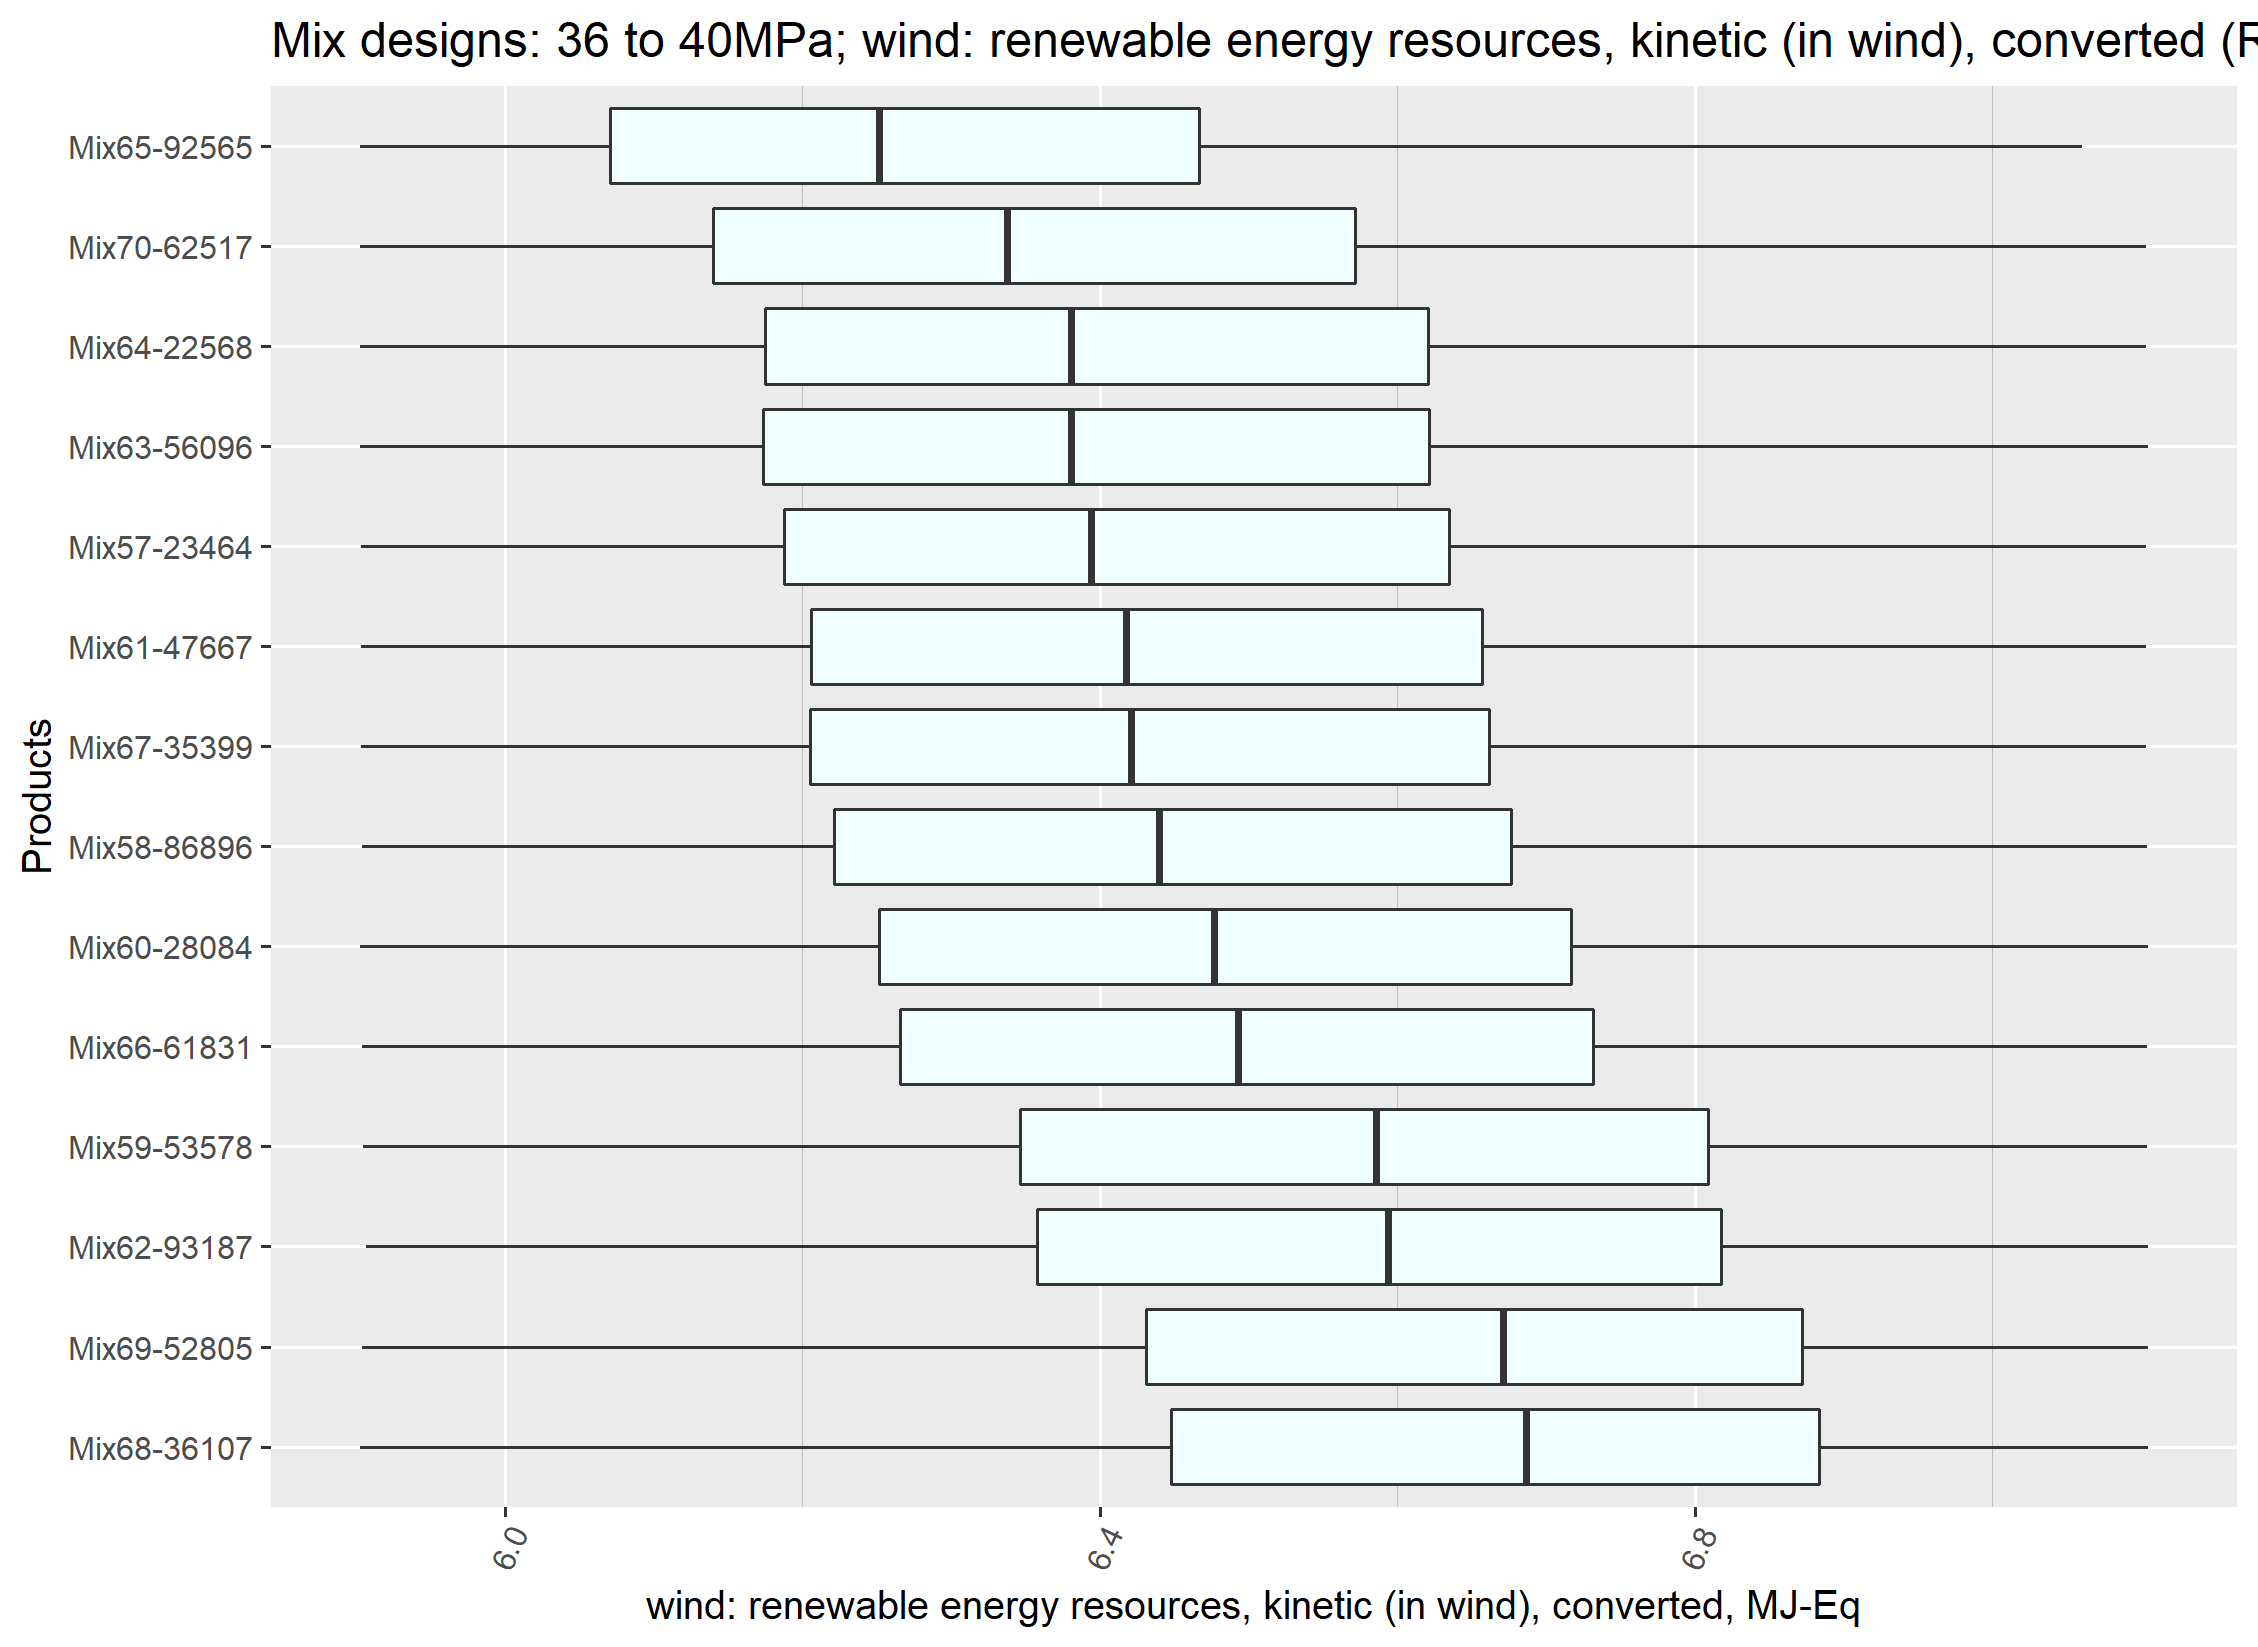 Mix designs: 36 to 40MPa; wind: renewable energy resources, kinetic (in wind), converted (R
Mix65-92565
Mix70-62517
Mix64-22568
Mix63-56096
Mix57-23464
Mix61-47667
Mix67-35399
Mix58-86896
Mix60-28084
Mix66-61831
Mix59-53578
Mix62-93187
Mix69-52805
Mix68-36107
Products
6.0
6.4
6.8
wind: renewable energy resources, kinetic (in wind), converted, MJ-Eq